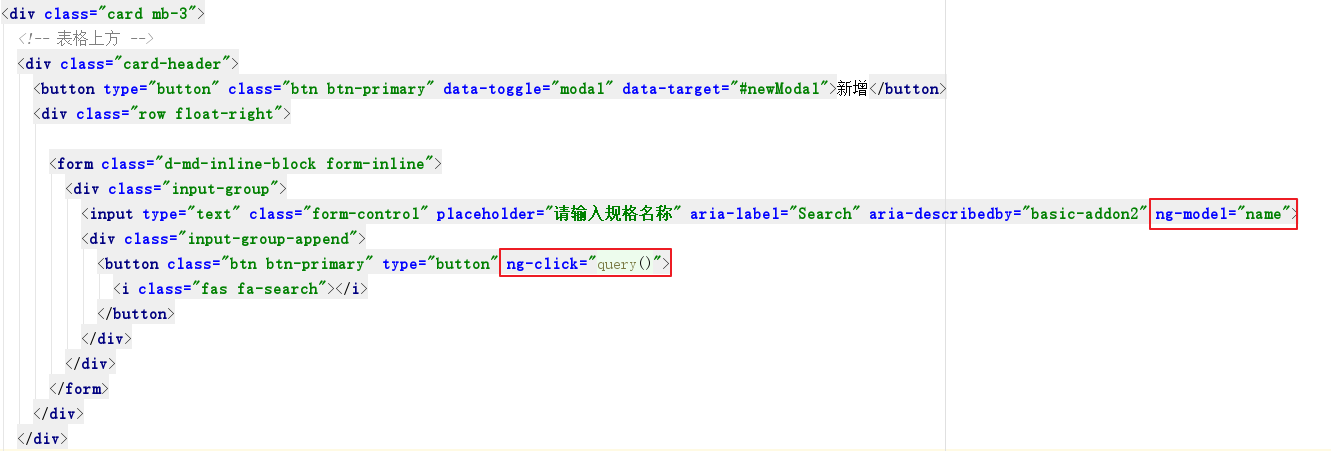 <div class="card mb-3">
<!-- 表格上方 -->
<div class="card-header">
<button type="button" class="btn btn-primary" data-toggle="modal" data-target="#newModal">新增</button>
<div class="row float-right">
<form class="d-md-inline-block form-inline">
<div class="input-group">
<input type="text" class="form-control" placeholder="请输入规格名称" aria-label="Search" aria-describedby="basic-addon2" ng-model="name">
<div class="input-group-append">
<button class="btn btn-primary" type="button" ng-click="query()">
<i class="fas fa-search"></i>
</button>
</div>
</div>
</form>
</div>
</div>